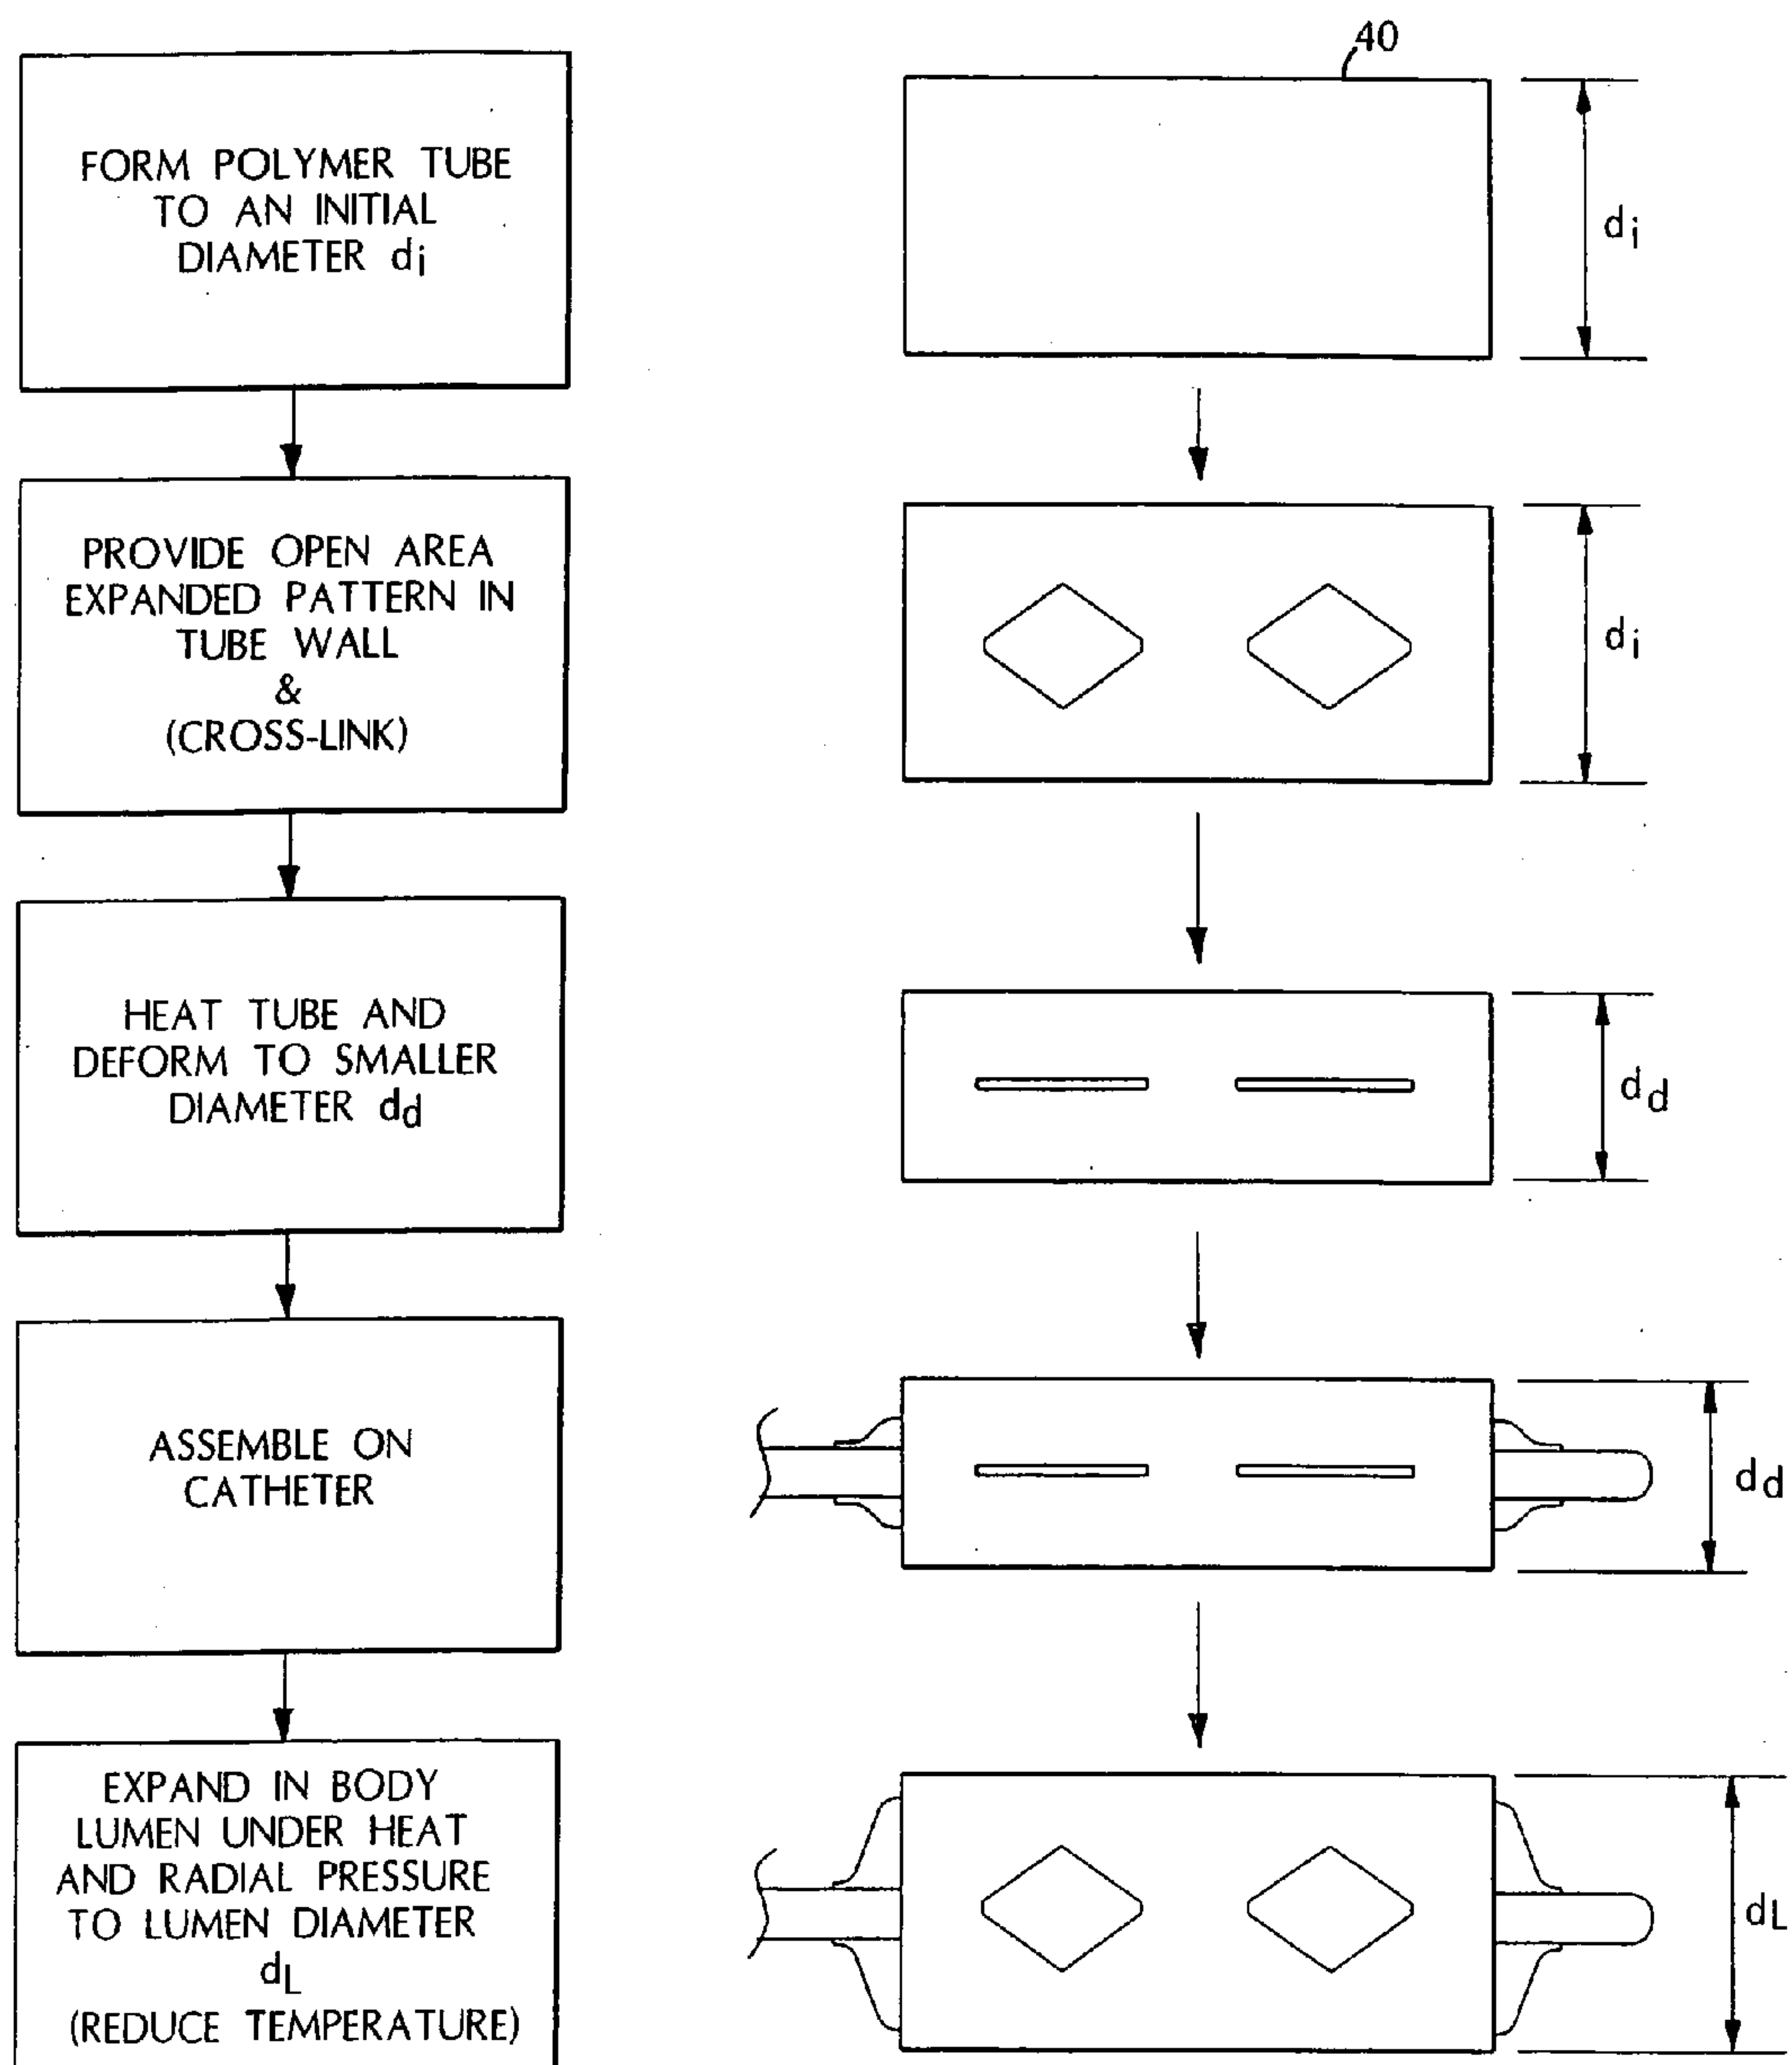 FORM POLYMER TUBE
TO AN INITIAL
DIAMETER di
40
di
PROVIDE OPEN AREA
EXPANDED PATTERN IN
TUBE WALL
&
(CROSS-LINK)
di
HEAT TUBE AND
DEFORM TO SMALLER
DIAMETER dd
dd
ASSEMBLE ON
CATHETER
dd
EXPAND IN BODY
LUMEN UNDER HEAT
AND RADIAL PRESSURE
TO LUMEN DIAMETER
dL
(REDUCE TEMPERATURE)
dL